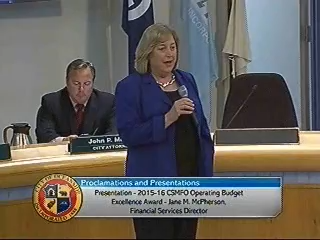 John P. M
CITY ATTORN
Proclamations and Presentations
Presentation - 2015-16 CSMFO Operating Budget
Excellence Award - Jane M. McPherson,
Financial Services Director